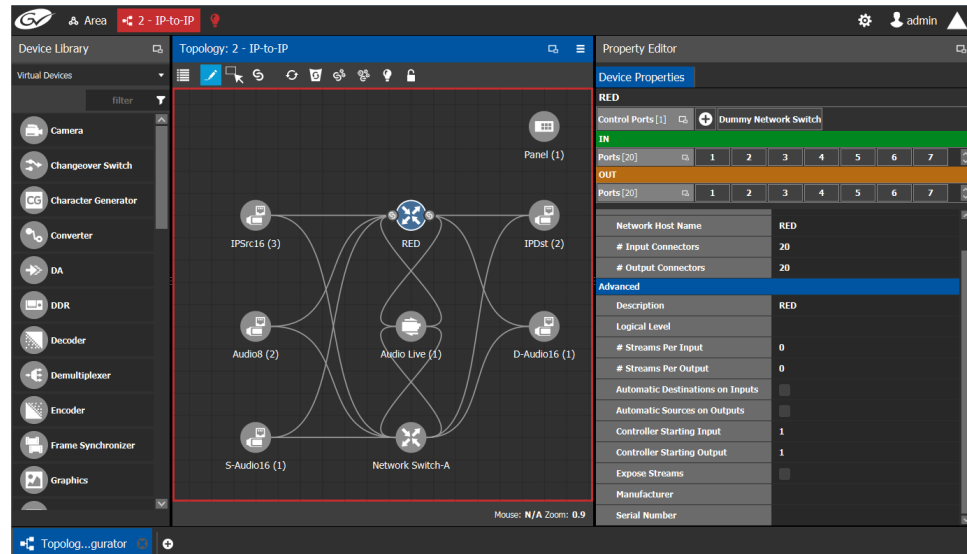 GV Area 2 - IP-to-IP admin
Device Library Topology: 2 - IP-to-IP Property Editor
Virtual Devices
filter
Camera
Changeover Switch
CG Character Generator
Converter
DA
DDR
Decoder
Demultiplexer
Encoder
Frame Synchronizer
Graphics
Panel (1)
IPSrc16 (3) RED IPDst (2)
Audio8 (2) Audio Live (1) D-Audio16 (1)
S-Audio16 (1) Network Switch-A
Mouse: N/A Zoom: 0.9
Device Properties
RED
Control Ports [1] Dummy Network Switch
IN
Ports [20] 1 2 3 4 5 6 7
OUT
Ports [20] 1 2 3 4 5 6 7
Network Host Name RED
# Input Connectors 20
# Output Connectors 20
Advanced
Description RED
Logical Level
# Streams Per Input 0
# Streams Per Output 0
Automatic Destinations on Inputs
Automatic Sources on Outputs
Controller Starting Input 1
Controller Starting Output 1
Expose Streams
Manufacturer
Serial Number
Topolog...gurator